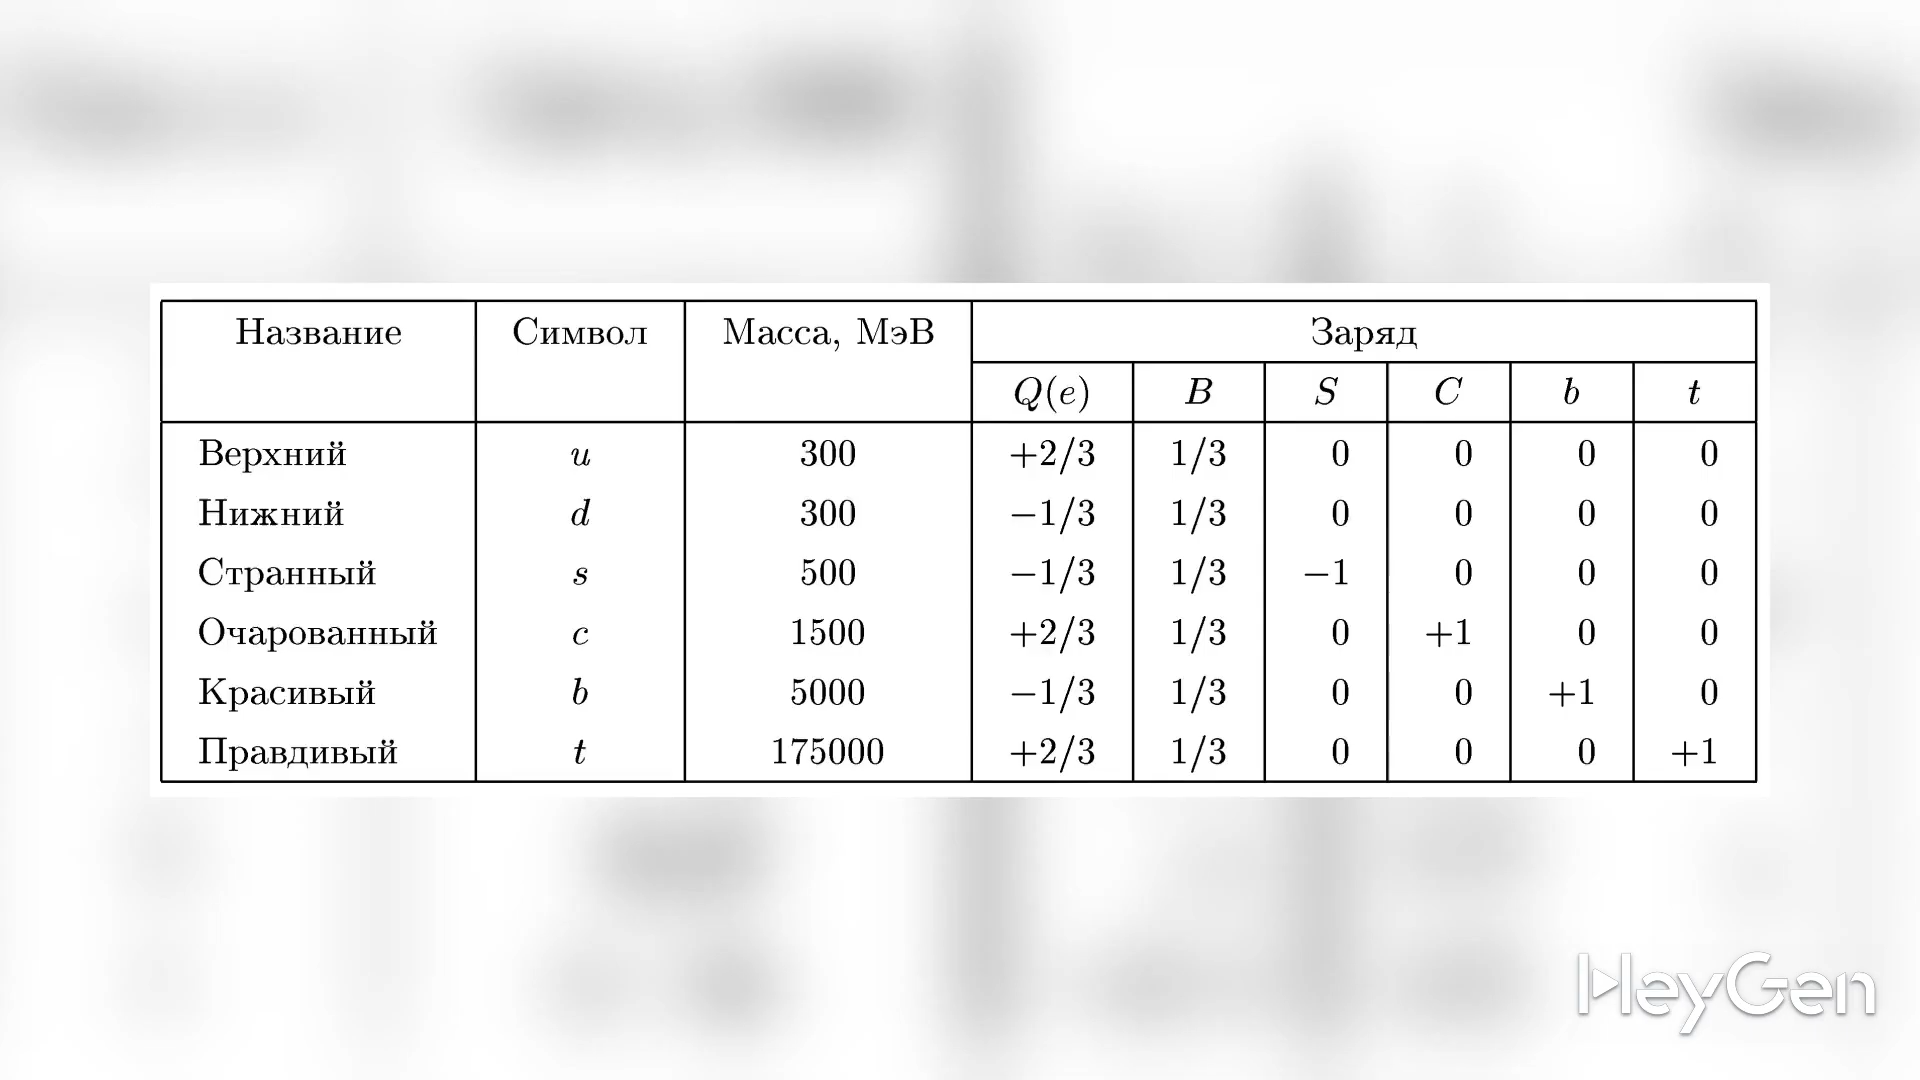 Название Символ Масса, МэВ Заряд
Q(e) B S C b t
Верхний u 300 +2/3 1/3 0 0 0 0
Нижний d 300 −1/3 1/3 0 0 0 0
Странный s 500 −1/3 1/3 −1 0 0 0
Очарованный c 1500 +2/3 1/3 0 +1 0 0
Красивый b 5000 −1/3 1/3 0 0 +1 0
Правдивый t 175000 +2/3 1/3 0 0 0 +1
HeyGen